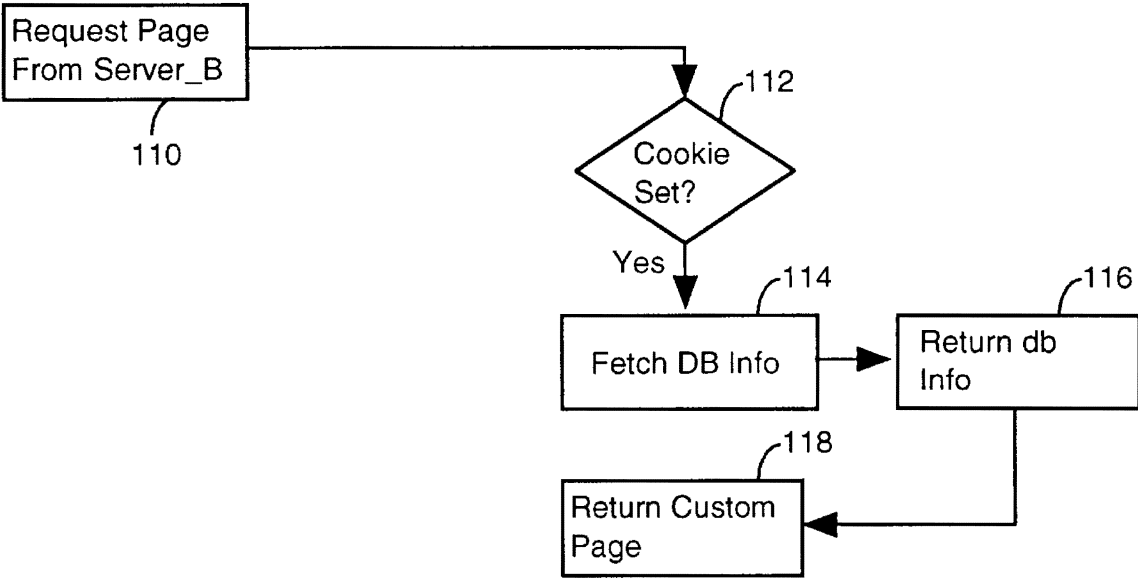 Request Page
From Server_B
110
112
Cookie
Set?
Yes
114
116
Fetch DB Info
Return db
Info
118
Return Custom
Page